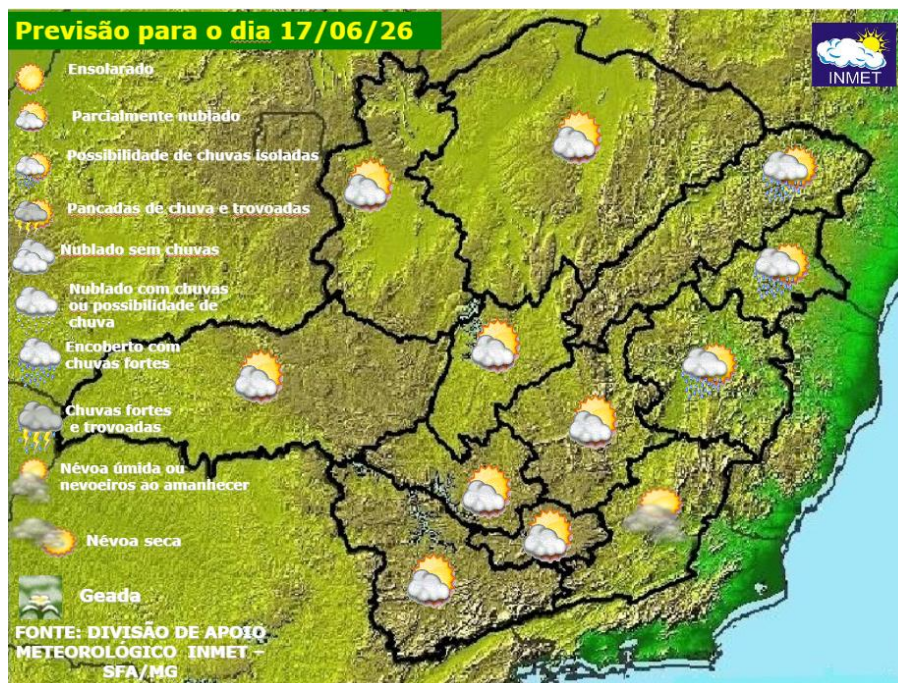 Previsão para o dia 17/06/26
INMET
Ensolarado
Parcialmente nublado
Possibilidade de chuvas isoladas
Pancadas de chuva e trovoadas
Nublado sem chuvas
Nublado com chuvas
ou possibilidade de
chuva
Encoberto com
chuvas fortes
Chuvas fortes
e trovoadas
Névoa úmida ou
nevoeiros ao amanhecer
Névoa seca
Geada
FONTE: DIVISÃO DE APOIO
METEOROLÓGICO INMET –
SFA/MG